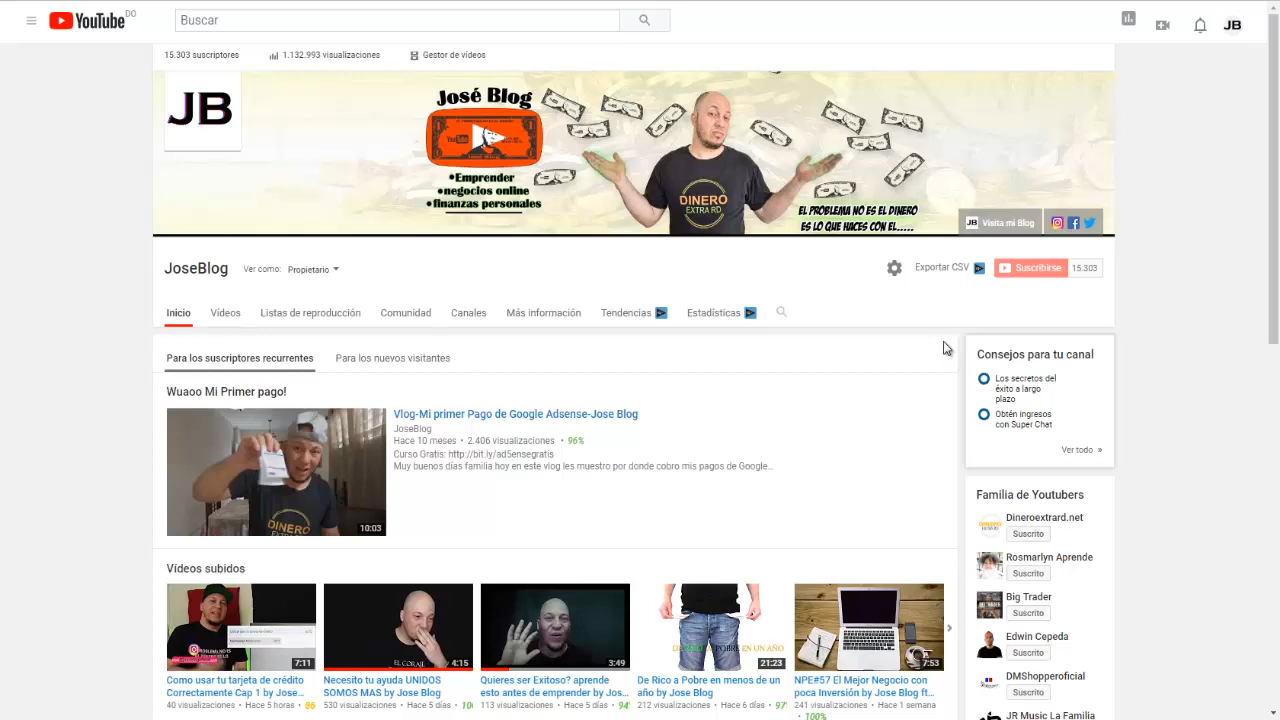 YouTube DO
Buscar
JB
15.303 suscriptores
1.132.993 visualizaciones
Gestor de vídeos
JB
José Blog
YouTube
•Emprender
•negocios online
•finanzas personales
DINERO
EXTRA RD
EL PROBLEMA NO ES EL DINERO
ES LO QUE HACES CON EL.....
JB Visita mi Blog
JoseBlog
Ver como: Propietario
Exportar CSV
Suscribirse 15.303
Inicio
Vídeos
Listas de reproducción
Comunidad
Canales
Más información
Tendencias
Estadísticas
Para los suscriptores recurrentes
Para los nuevos visitantes
Wuaoo Mi Primer pago!
DINERO
10:03
Vlog-Mi primer Pago de Google Adsense-Jose Blog
JoseBlog
Hace 10 meses • 2.406 visualizaciones • 96%
Curso Gratis: http://bit.ly/ad5ensegratis
Muy buenos días familia hoy en este vlog les muestro por donde cobro mis pagos de Google...
Vídeos subidos
7:11
Como usar tu tarjeta de crédito
Correctamente Cap 1 by Jose...
40 visualizaciones • Hace 5 horas • 86
EL CORAJE
4:15
Necesito tu ayuda UNIDOS
SOMOS MAS by Jose Blog
530 visualizaciones • Hace 5 días • 10
3:49
Quieres ser Exitoso? aprende
esto antes de emprender by Jos...
113 visualizaciones • Hace 5 días • 94
21:23
De Rico a Pobre en menos de un
año by Jose Blog
212 visualizaciones • Hace 6 días • 97
7:53
NPE#57 El Mejor Negocio con
poca Inversión by Jose Blog ft...
241 visualizaciones • Hace 1 semana
• 100%
Consejos para tu canal
Los secretos del
éxito a largo
plazo
Obtén ingresos
con Super Chat
Ver todo »
Familia de Youtubers
Dineroextrard.net
Suscrito
Rosmarlyn Aprende
Suscrito
Big Trader
Suscrito
Edwin Cepeda
Suscrito
DMShopperoficial
Suscrito
JR Music La Familia